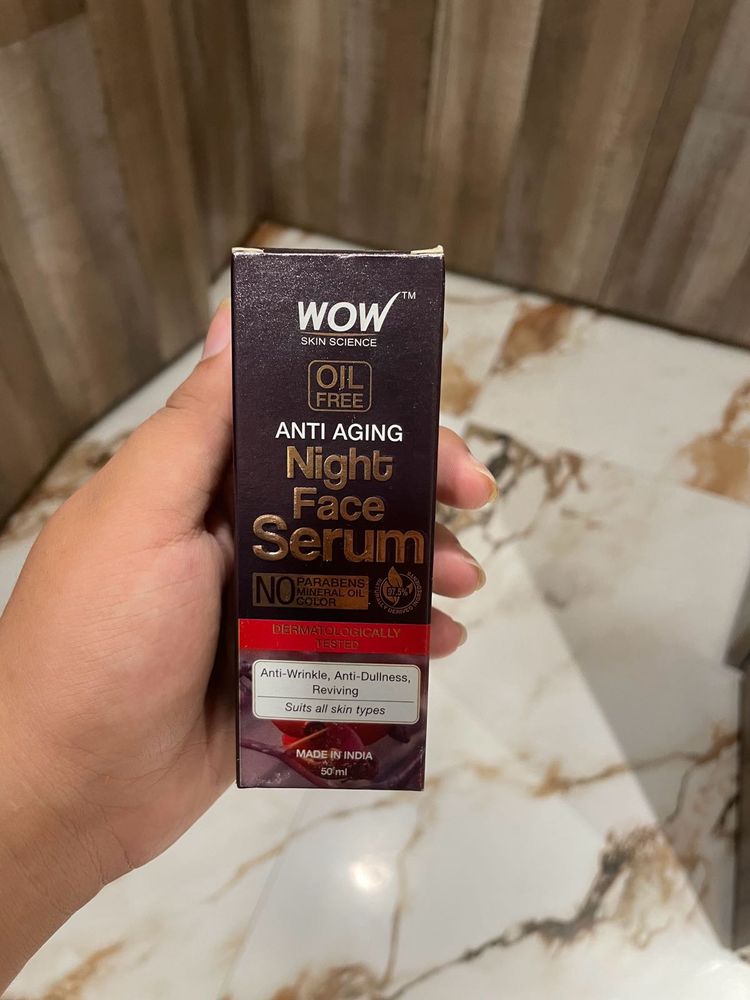 WOW™
SKIN SCIENCE
OIL
FREE
ANTI AGING
Night
Face
Serum
NO PARABENS
MINERAL OIL
COLOR
97.5%
DERMATOLOGICALLY
TESTED
Anti-Wrinkle, Anti-Dullness,
Reviving
Suits all skin types
MADE IN INDIA
50 ml